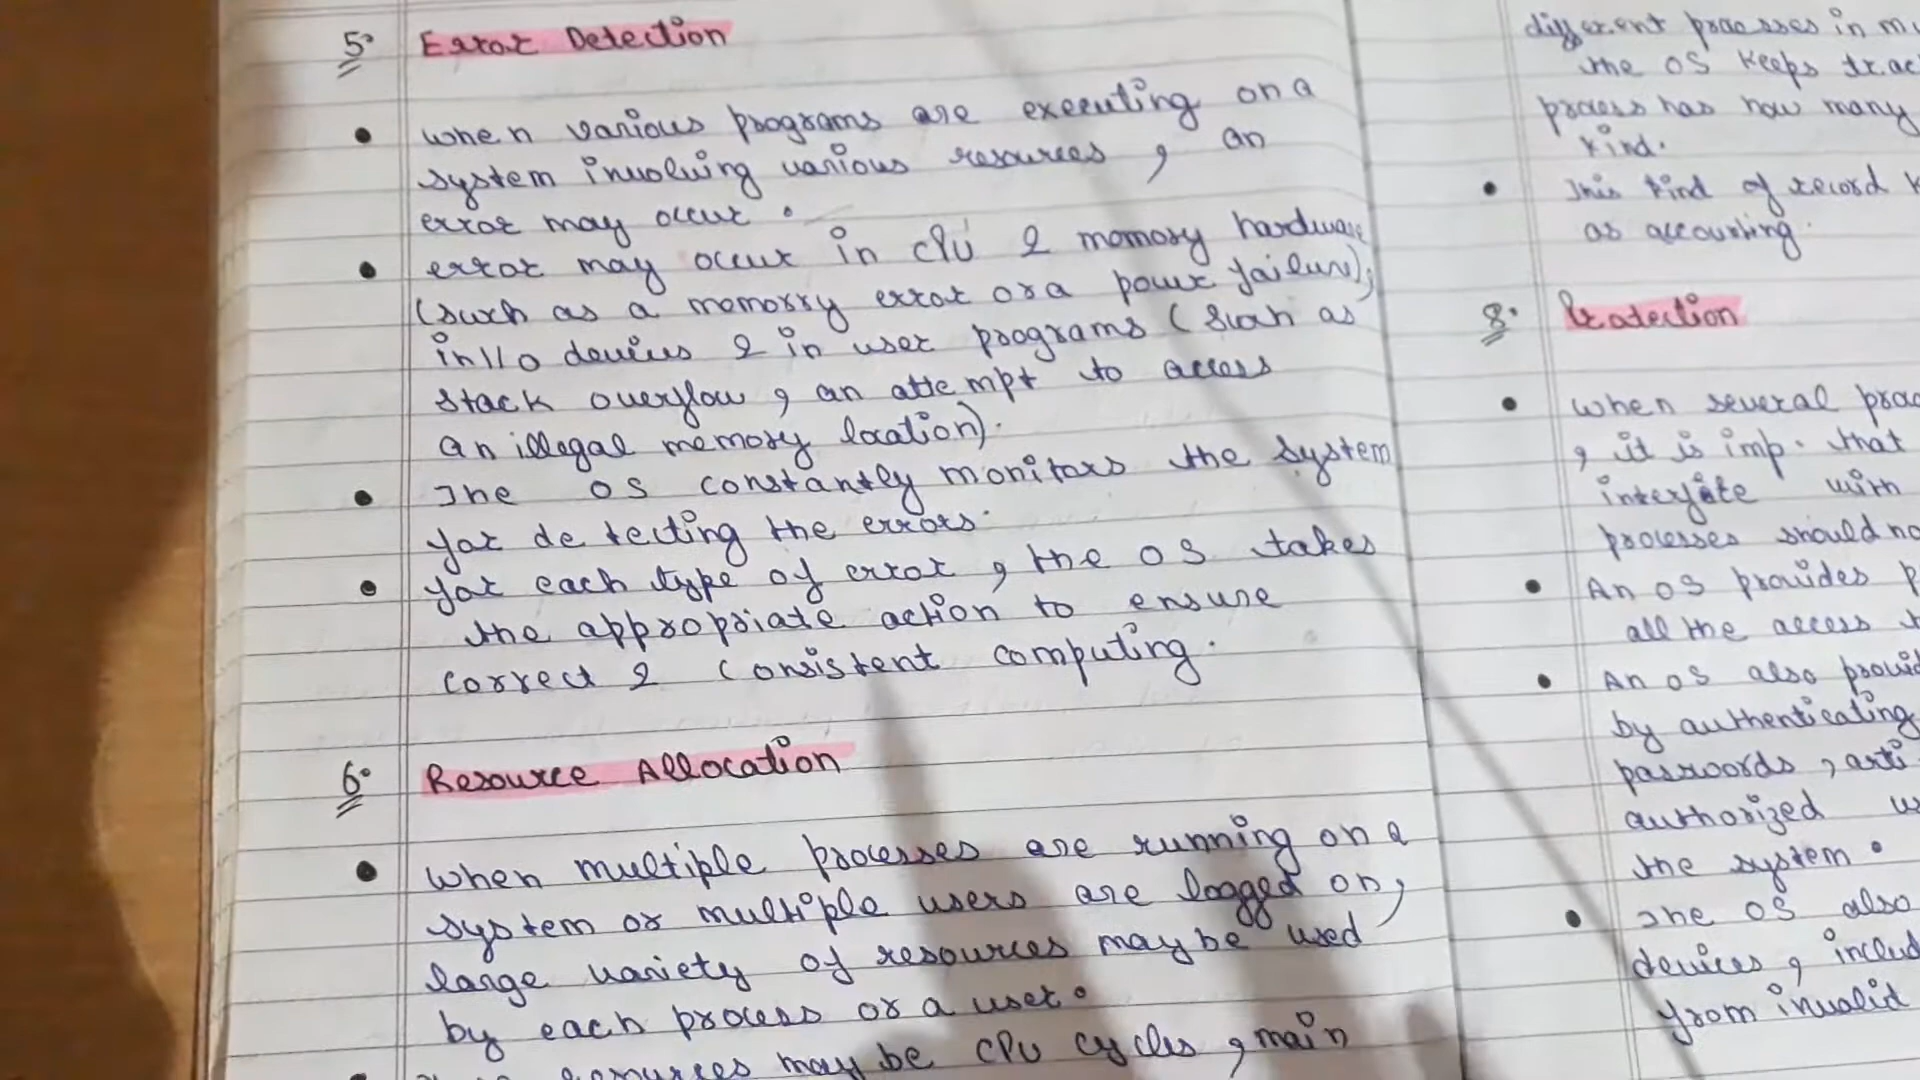 5. Error Detection
• when various programs are executing on a
system involving various resources, an
error may occur.
• error may occur in CPU & momory hardware
(such as a momorry error or a power failure),
in I/O devices & in user programs (such as
stack overflow, an attempt to access
an illegal memory location).
• The OS constantly monitors the system
for detecting the errors.
• for each type of error, the OS takes
the appropriate action to ensure
correct & consistent computing.
6. Resource Allocation
• When multiple processes are running on a
system or multiple users are logged on,
large variety of resources may be used
by each process or a user.
resources may be CPU cycles, main
different processes in
the OS keeps
process has how many
kind.
• This kind of record
as accounting.
8. Protection
• when several
, it is imp. that
interfite with
processes should
• An OS provides
all the access
• An OS also
by authenticating
passwords,
authorized
the system.
• The OS also
devices,
from invalid